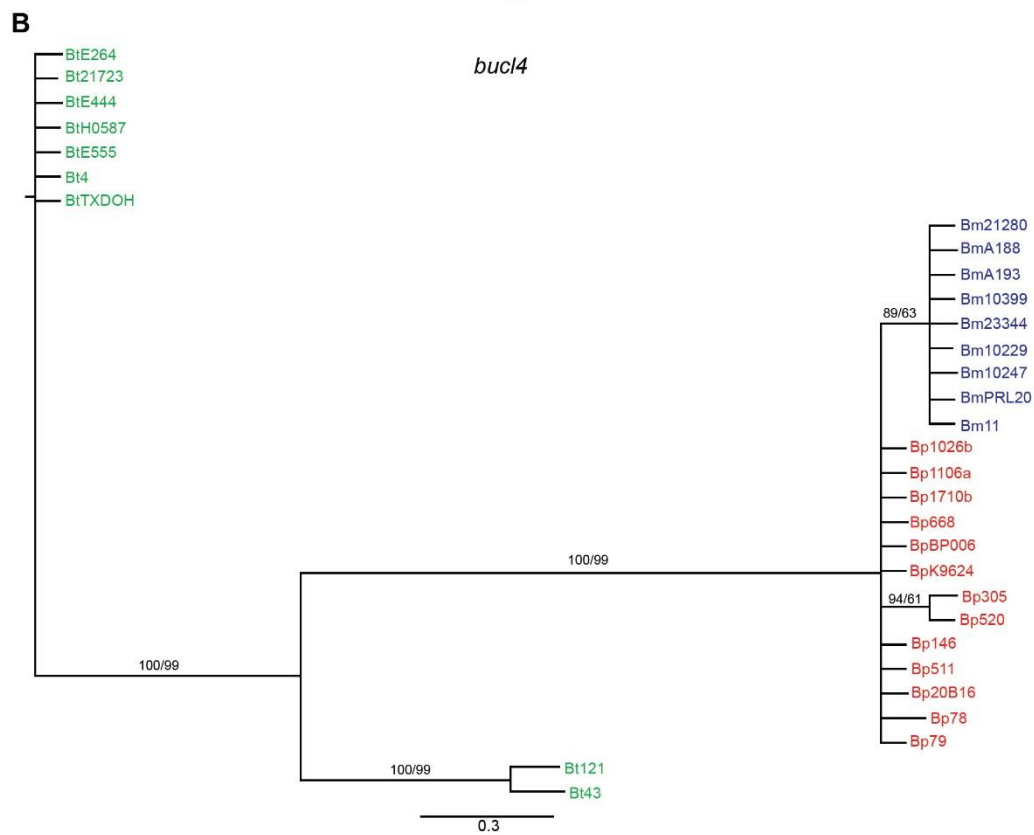 B
bucl4
BtE264
Bt21723
BtE444
BtH0587
BtE555
Bt4
BtTXDOH
Bm21280
BmA188
BmA193
Bm10399
89/63
Bm23344
Bm10229
Bm10247
BmPRL20
Bm11
Bp1026b
Bp1106a
Bp1710b
Bp668
BpBP006
100/99
BpK9624
94/61
Bp305
Bp520
Bp146
100/99
Bp511
Bp20B16
Bp78
Bp79
100/99
Bt121
Bt43
0.3